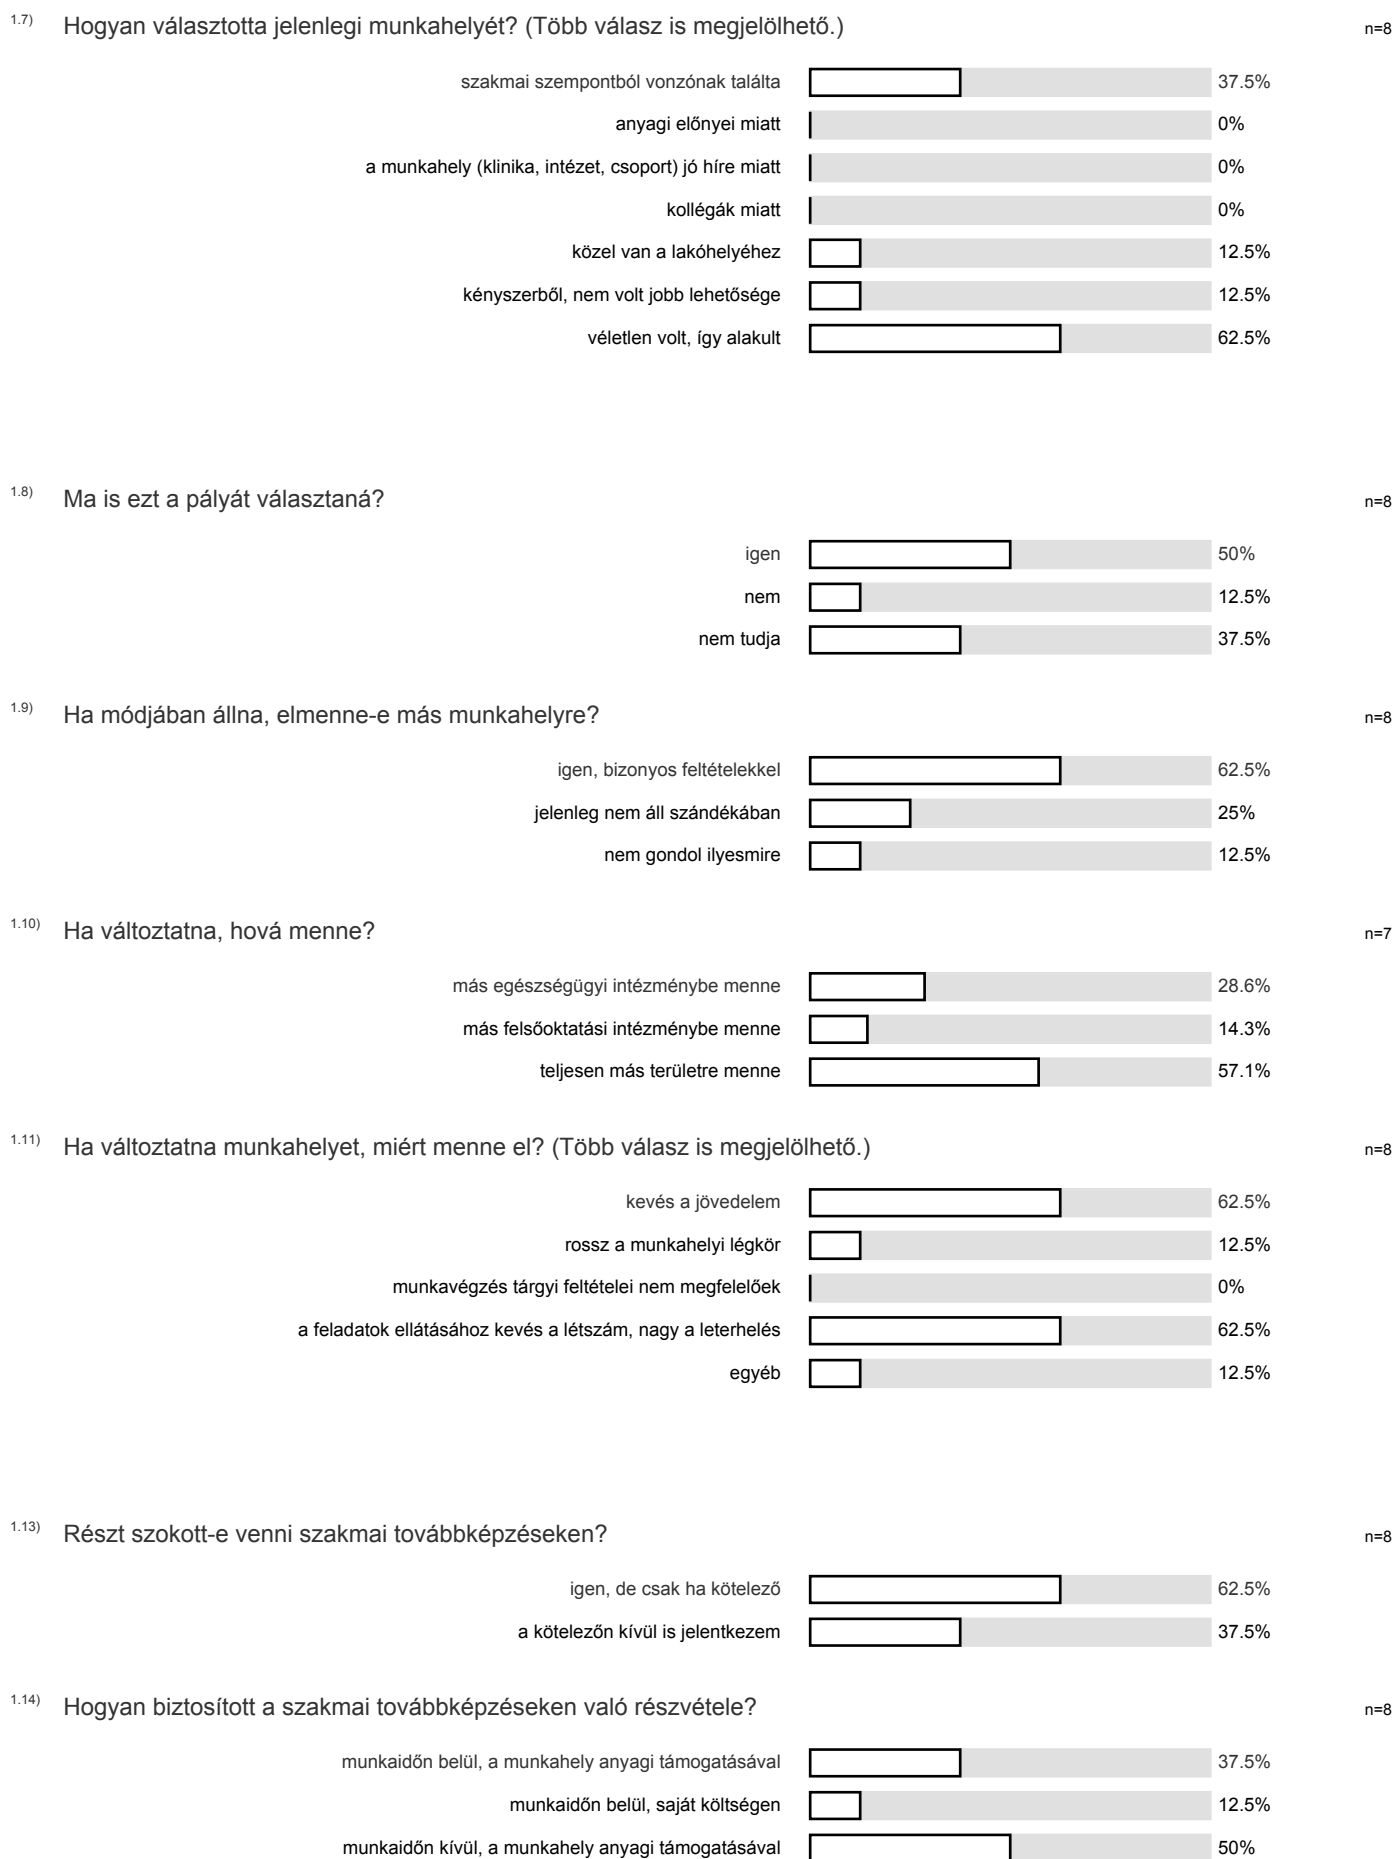 1.7) Hogyan választotta jelenlegi munkahelyét? (Több válasz is megjelölhető.) n=8
szakmai szempontból vonzónak találta 37.5%
anyagi előnyei miatt 0%
a munkahely (klinika, intézet, csoport) jó híre miatt 0%
kollégák miatt 0%
közel van a lakóhelyéhez 12.5%
kényszerből, nem volt jobb lehetősége 12.5%
véletlen volt, így alakult 62.5%
1.8) Ma is ezt a pályát választaná? n=8
igen 50%
nem 12.5%
nem tudja 37.5%
1.9) Ha módjában állna, elmenne-e más munkahelyre? n=8
igen, bizonyos feltételekkel 62.5%
jelenleg nem áll szándékában 25%
nem gondol ilyesmire 12.5%
1.10) Ha változtatna, hová menne? n=7
más egészségügyi intézménybe menne 28.6%
más felsőoktatási intézménybe menne 14.3%
teljesen más területre menne 57.1%
1.11) Ha változtatna munkahelyet, miért menne el? (Több válasz is megjelölhető.) n=8
kevés a jövedelem 62.5%
rossz a munkahelyi légkör 12.5%
munkavégzés tárgyi feltételei nem megfelelőek 0%
a feladatok ellátásához kevés a létszám, nagy a leterhelés 62.5%
egyéb 12.5%
1.13) Részt szokott-e venni szakmai továbbképzéseken? n=8
igen, de csak ha kötelező 62.5%
a kötelezőn kívül is jelentkezem 37.5%
1.14) Hogyan biztosított a szakmai továbbképzéseken való részvétele? n=8
munkaidőn belül, a munkahely anyagi támogatásával 37.5%
munkaidőn belül, saját költségen 12.5%
munkaidőn kívül, a munkahely anyagi támogatásával 50%